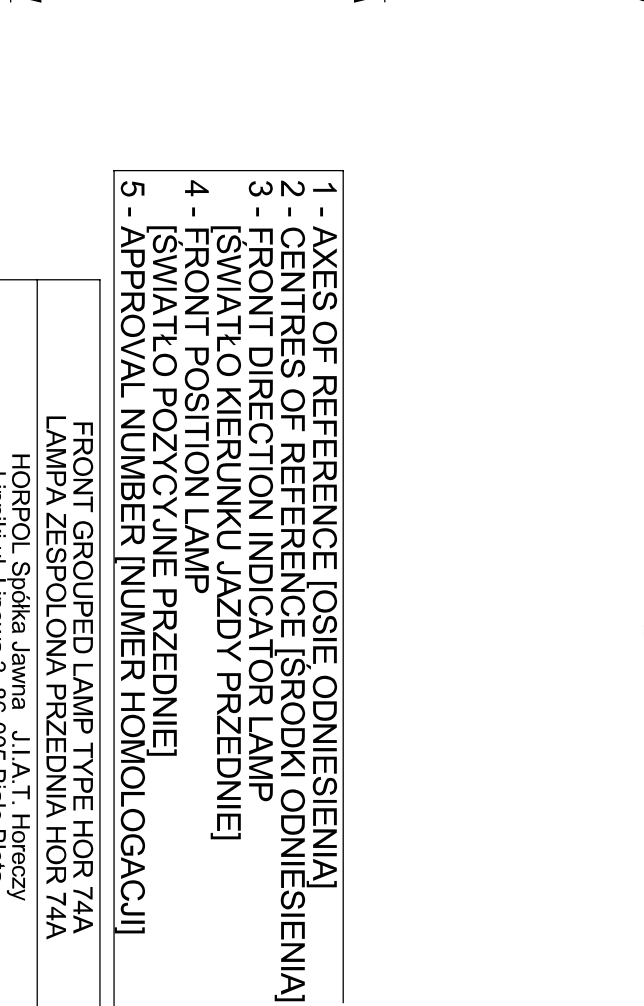 1 - AXES OF REFERENCE [OSIE ODNIESIENIA]
2 - CENTRES OF REFERENCE [ŚRODKI ODNIESIENIA]
3 - FRONT DIRECTION INDICATOR LAMP
[ŚWIATŁO KIERUNKU JAZDY PRZEDNIE]
4 - FRONT POSITION LAMP
[ŚWIATŁO POZYCYJNE PRZEDNIE]
5 - APPROVAL NUMBER [NUMER HOMOLOGACJI]
FRONT GROUPED LAMP TYPE HOR 74A
LAMPA ZESPOLONA PRZEDNIA HOR 74A
HORPOL Spółka Jawna J.I.A.T. Horeczy